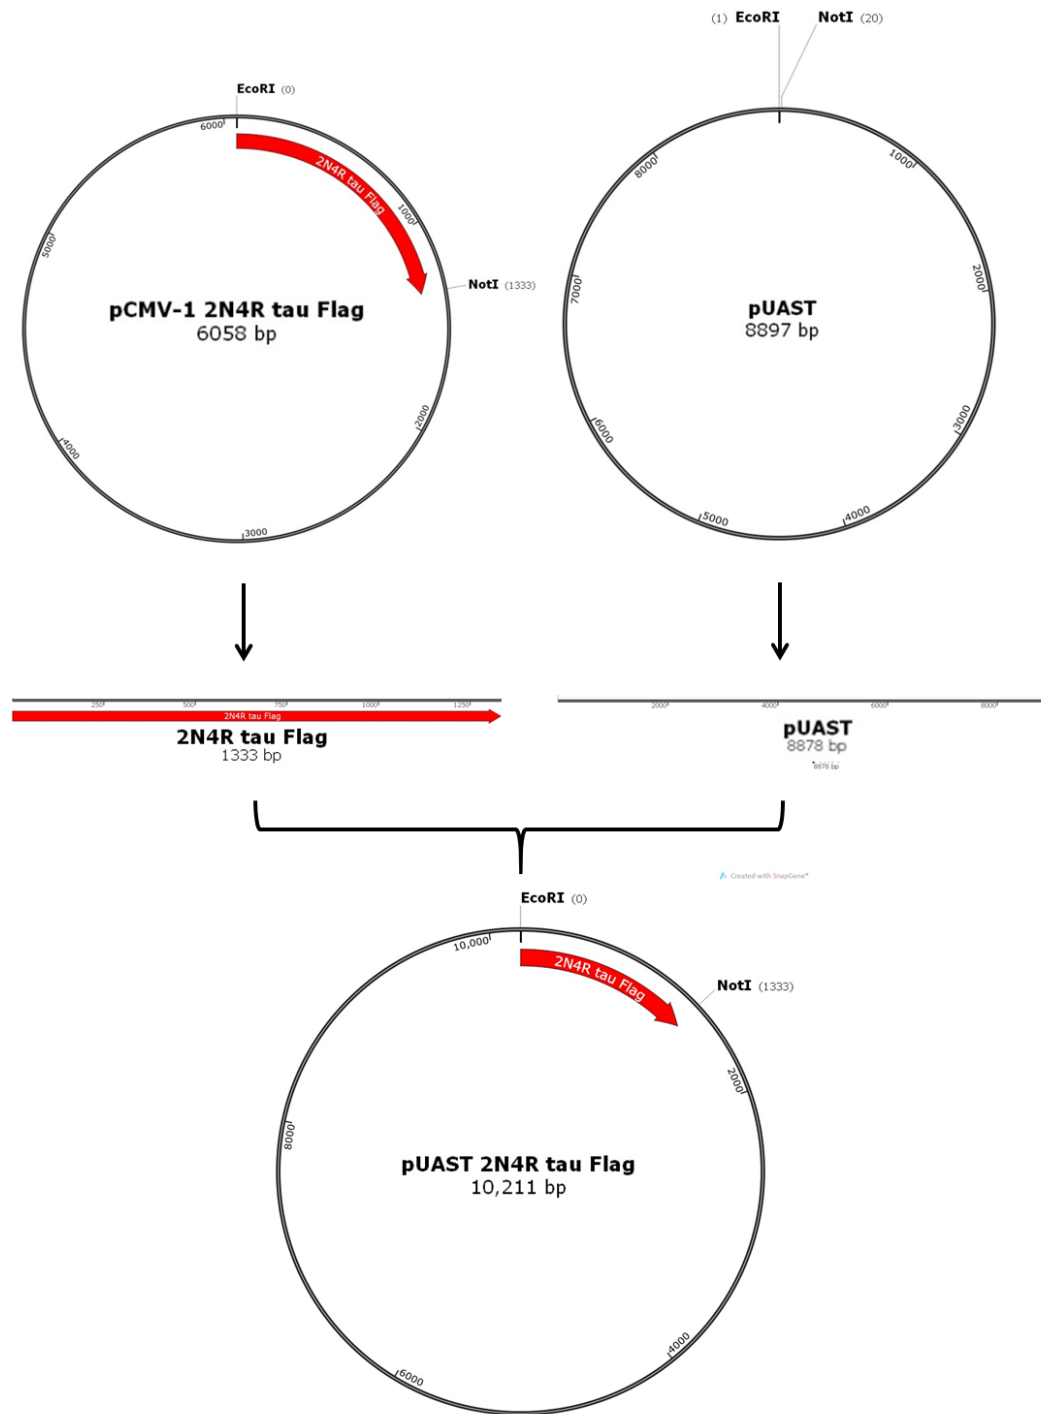 EcoRI (0)
6000
2N4R tau Flag
1000
5000
NotI (1333)
pCMV-1 2N4R tau Flag
6058 bp
2000
4000
3000
(1) EcoRI NotI (20)
8000
1000
7000
2000
pUAST
8897 bp
6000
3000
5000
4000
250 500 750 1000 1250
2N4R tau Flag
2N4R tau Flag
1333 bp
2000 4000 6000 8000
pUAST
8878 bp
8878 bp
Created with SnapGene®
EcoRI (0)
10,000
2N4R tau Flag
NotI (1333)
2000
8000
pUAST 2N4R tau Flag
10,211 bp
4000
6000